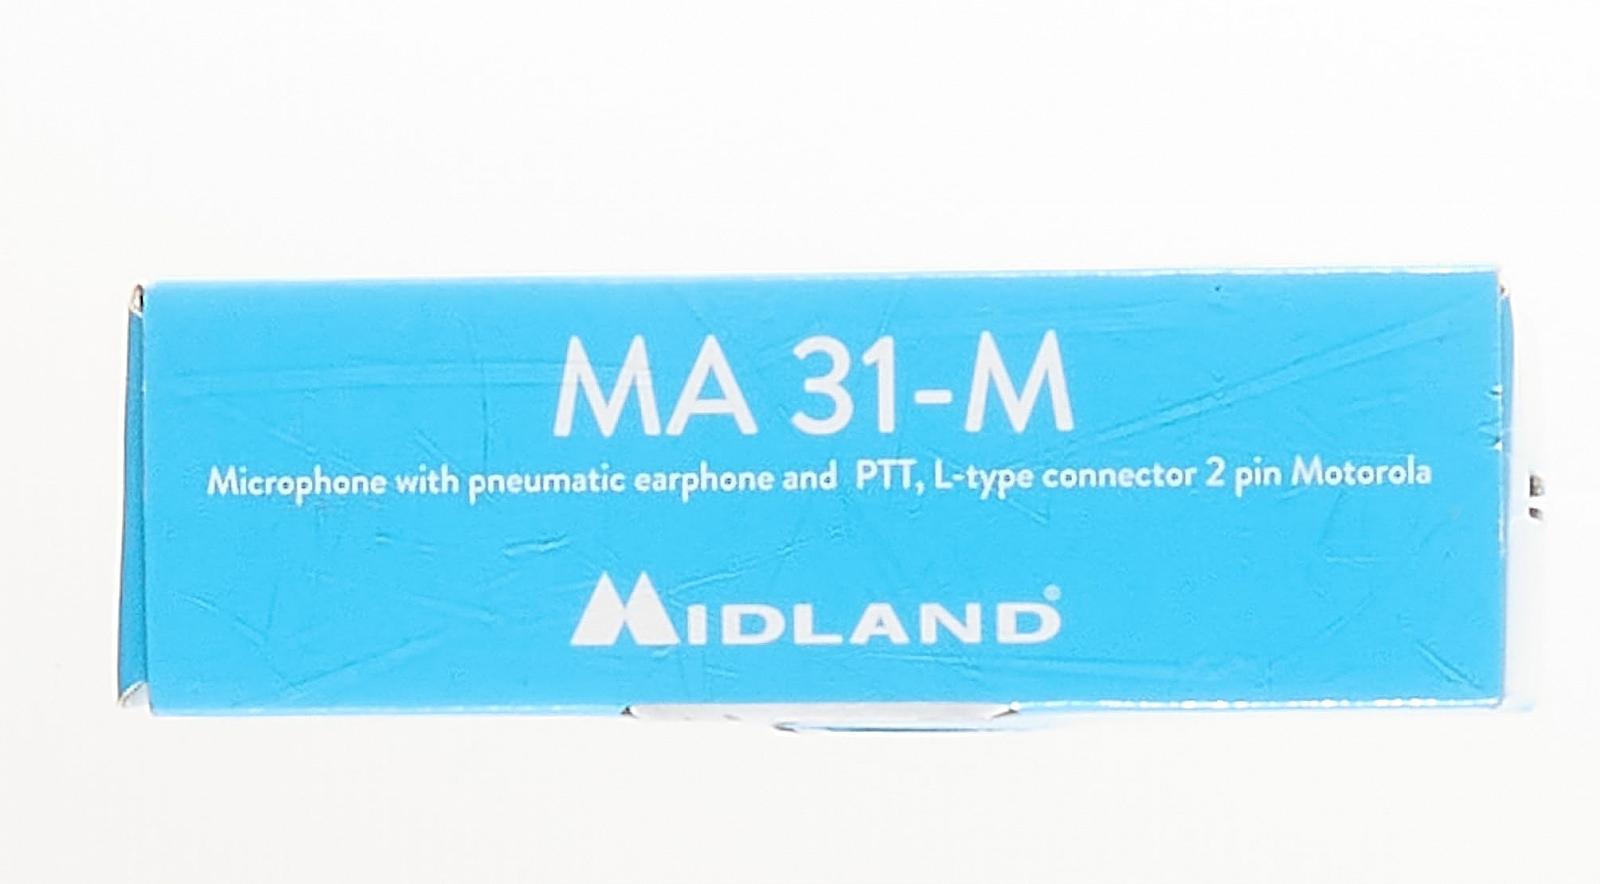 MA 31-M
Microphone with pneumatic earphone and PTT, L-type connector 2 pin Motorola
MIDLAND®